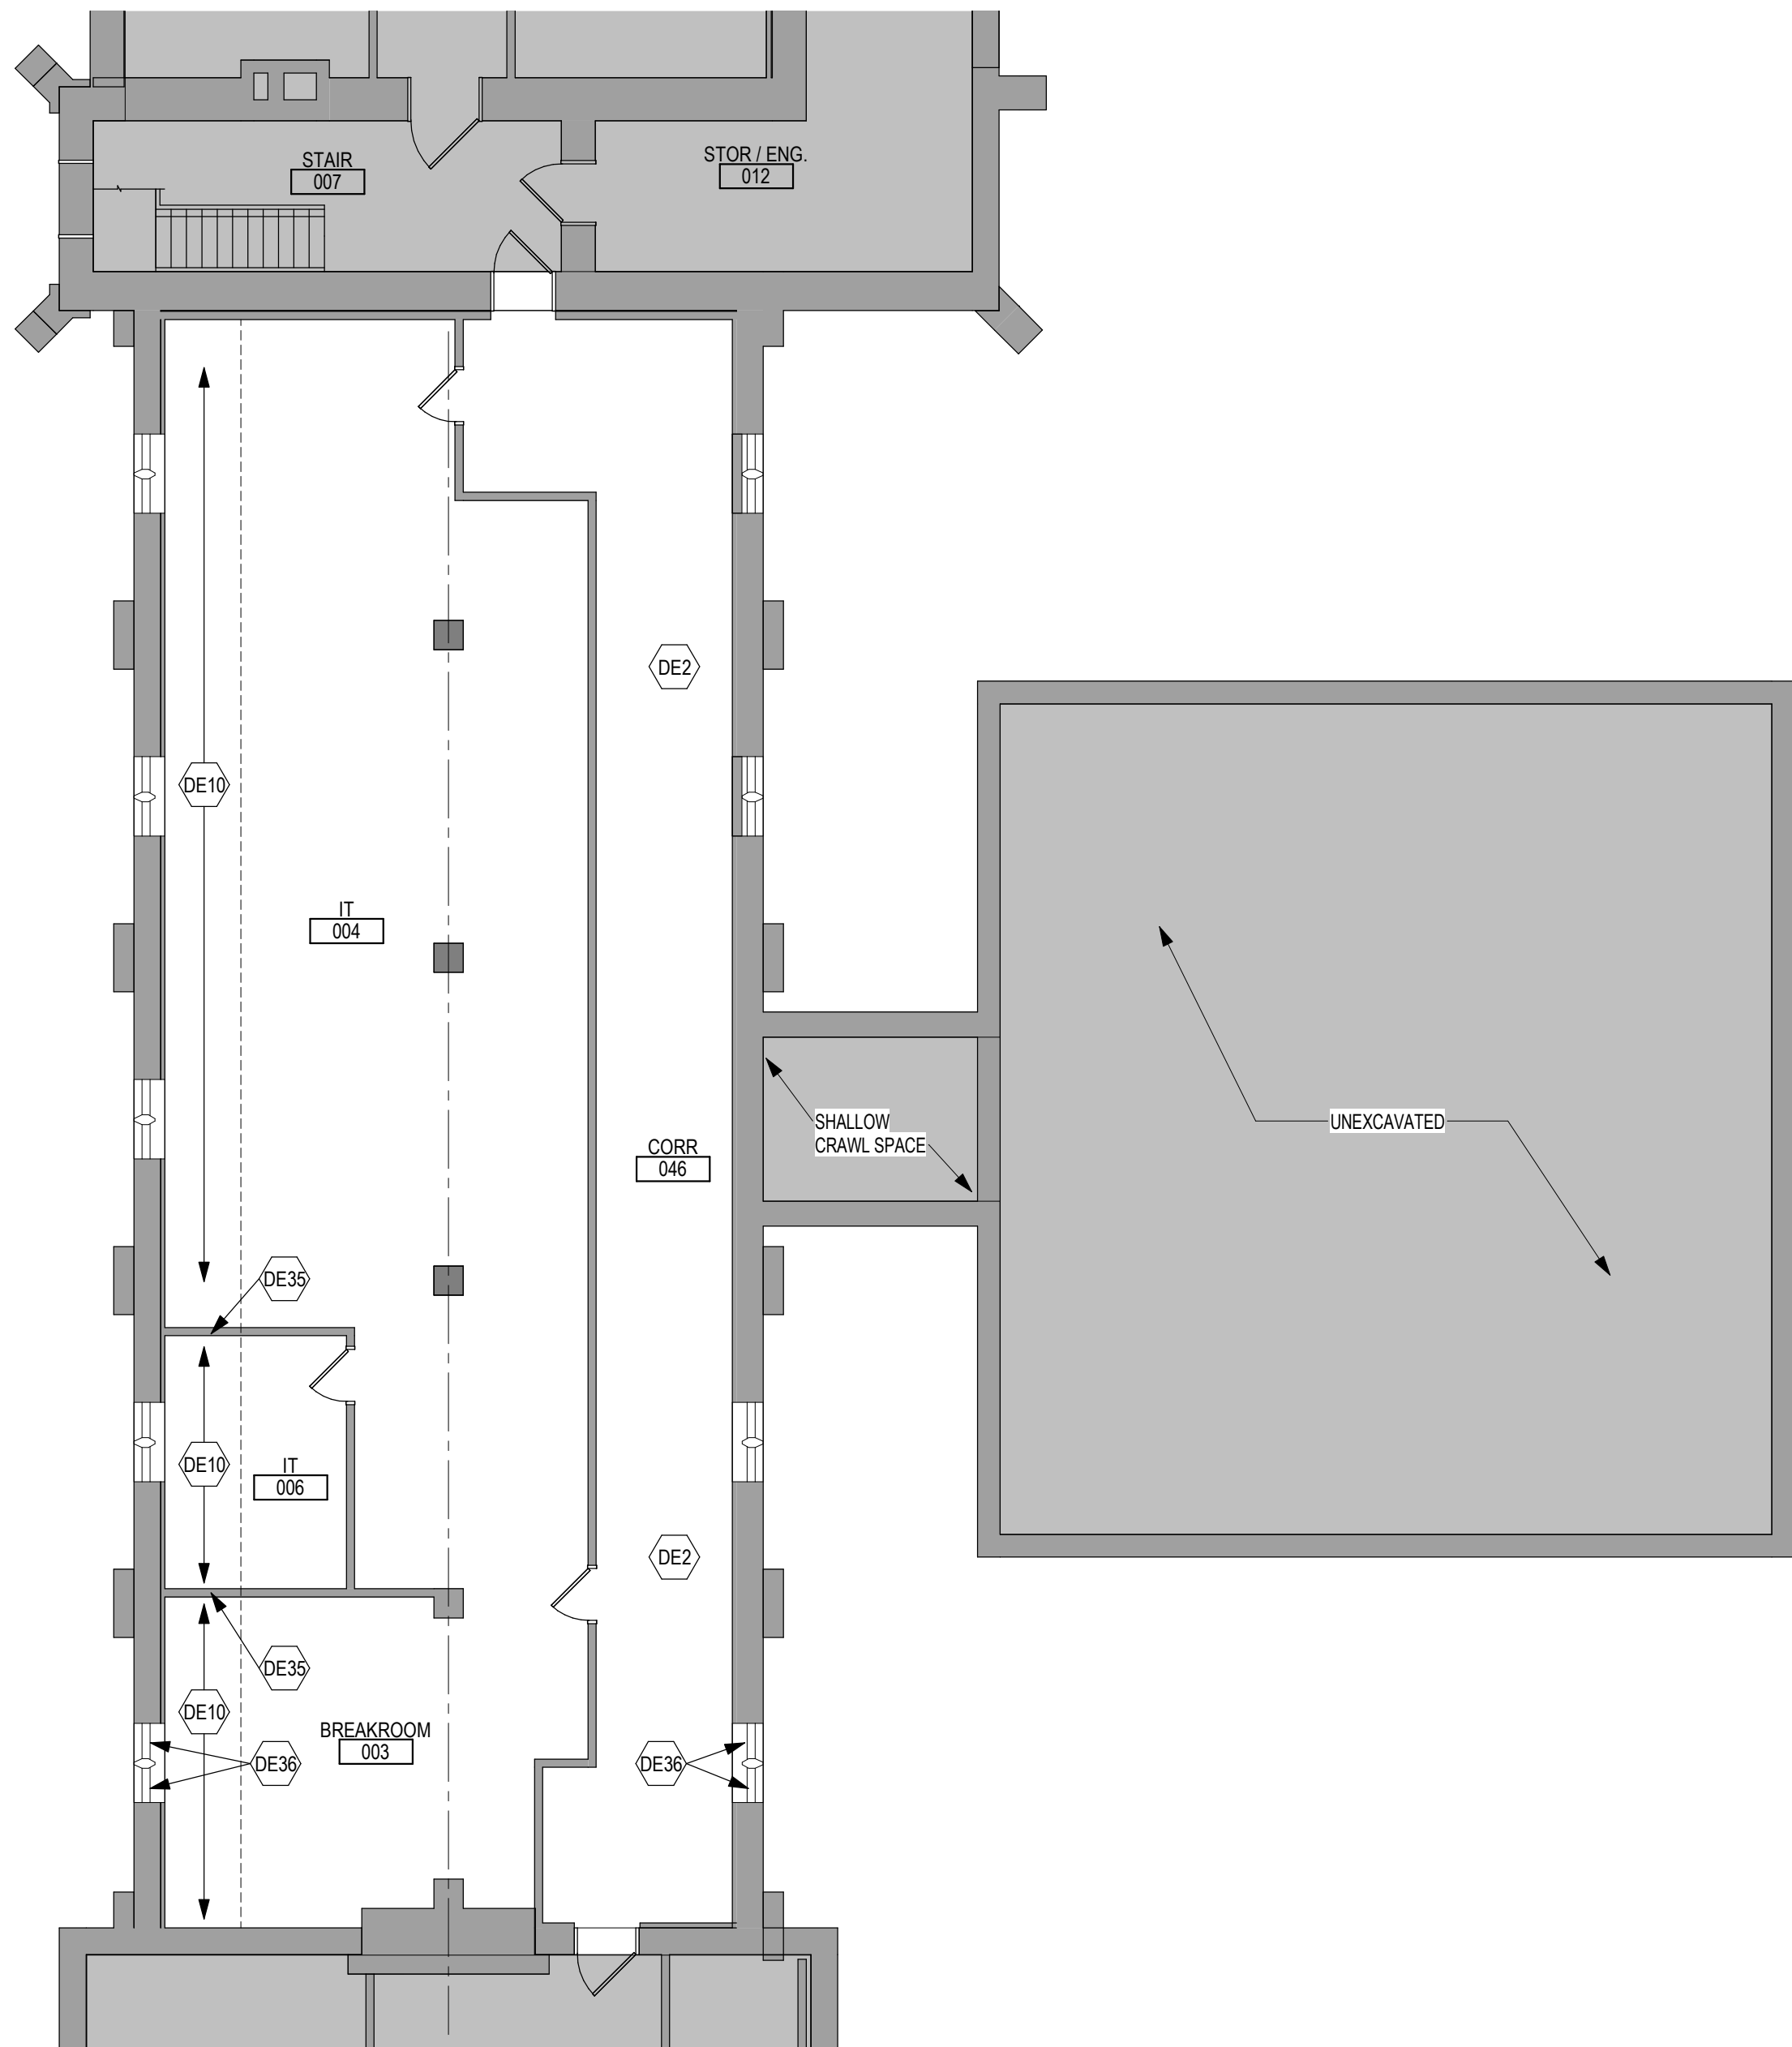 STAIR
007
STOR / ENG.
012
DE2
DE10
IT
004
SHALLOW
CRAWL SPACE
UNEXCAVATED
CORR
046
DE35
DE10
IT
006
DE2
DE35
DE10
BREAKROOM
003
DE36
DE36